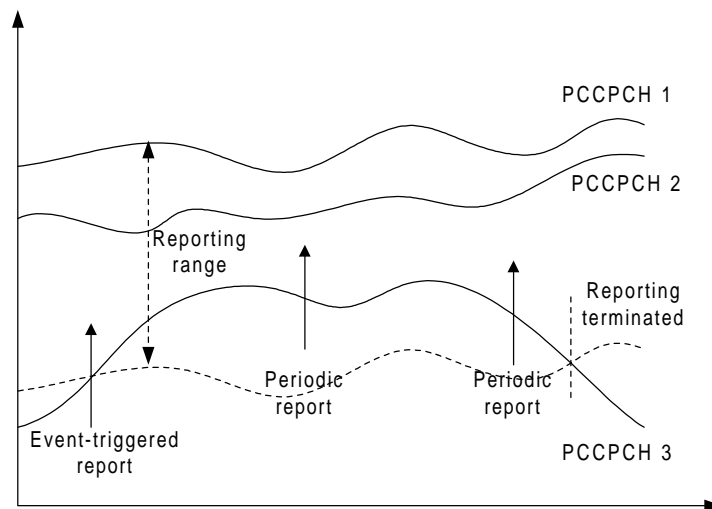 PCCPCH 1
PCCPCH 2
Reporting
range
Reporting
terminated
Periodic
report
Periodic
report
Event-triggered
report
PCCPCH 3